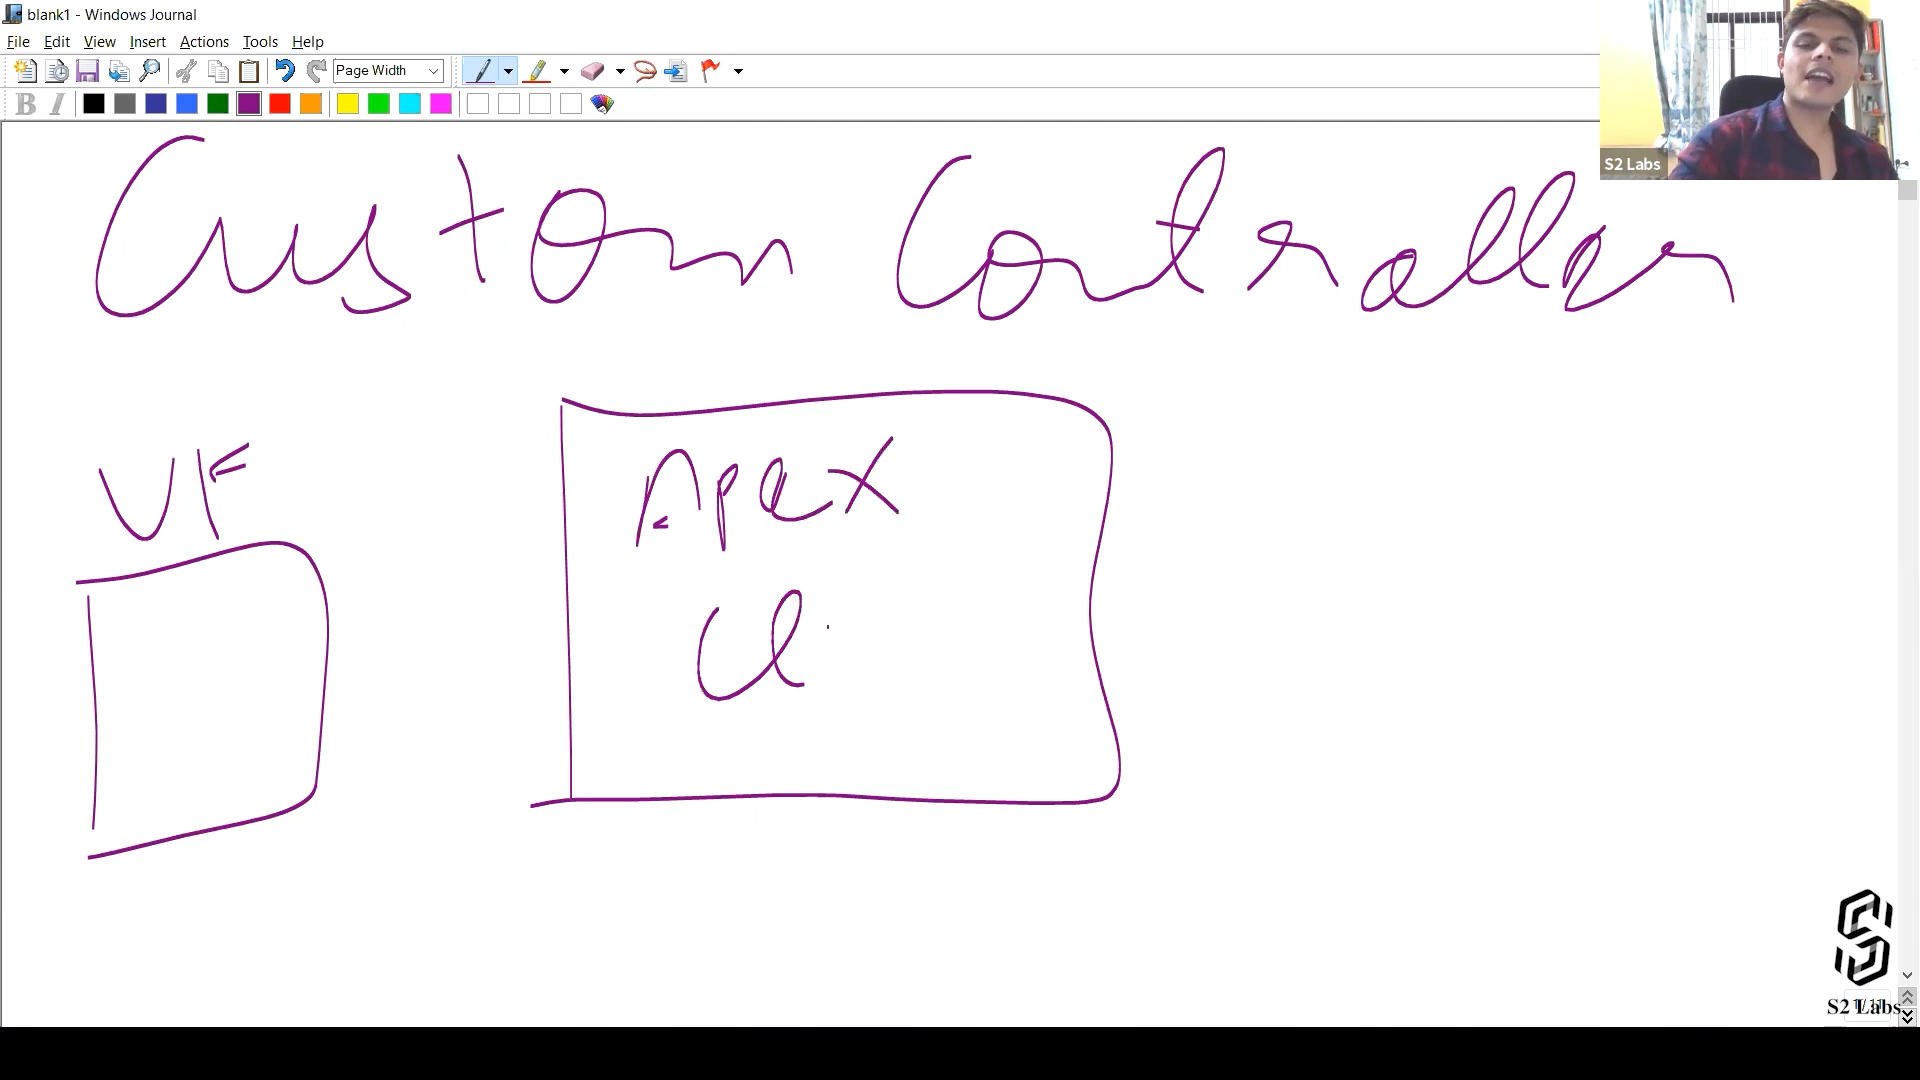 blank1 - Windows Journal
File Edit View Insert Actions Tools Help
Page Width
B I
S2 Labs
Custom Controller
VF
Apex
Cl
S2 Labs